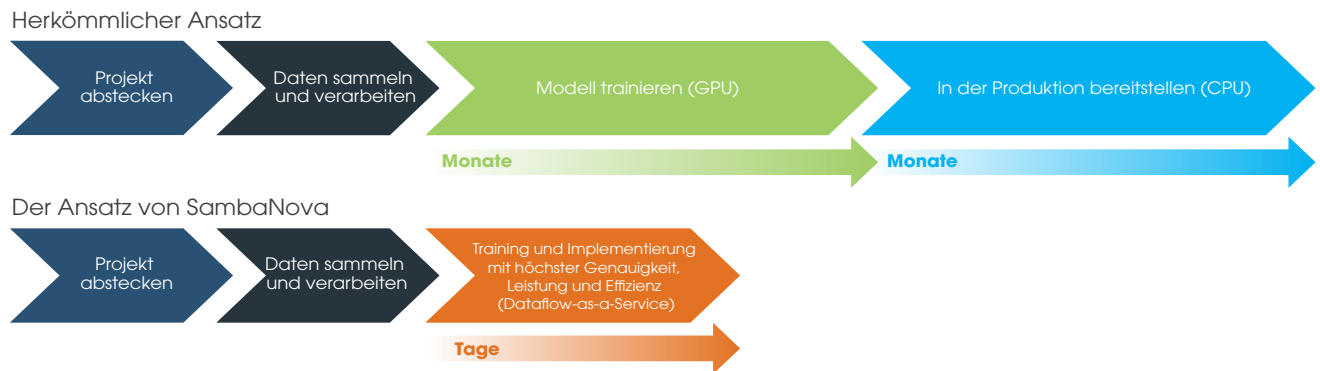 Herkömmlicher Ansatz
Projekt
abstecken
Daten sammeln
und verarbeiten
Modell trainieren (GPU)
In der Produktion bereitstellen (CPU)
Monate
Monate
Der Ansatz von SambaNova
Projekt
abstecken
Daten sammeln
und verarbeiten
Training und Implementierung
mit höchster Genauigkeit,
Leistung und Effizienz
(Dataflow-as-a-Service)
Tage